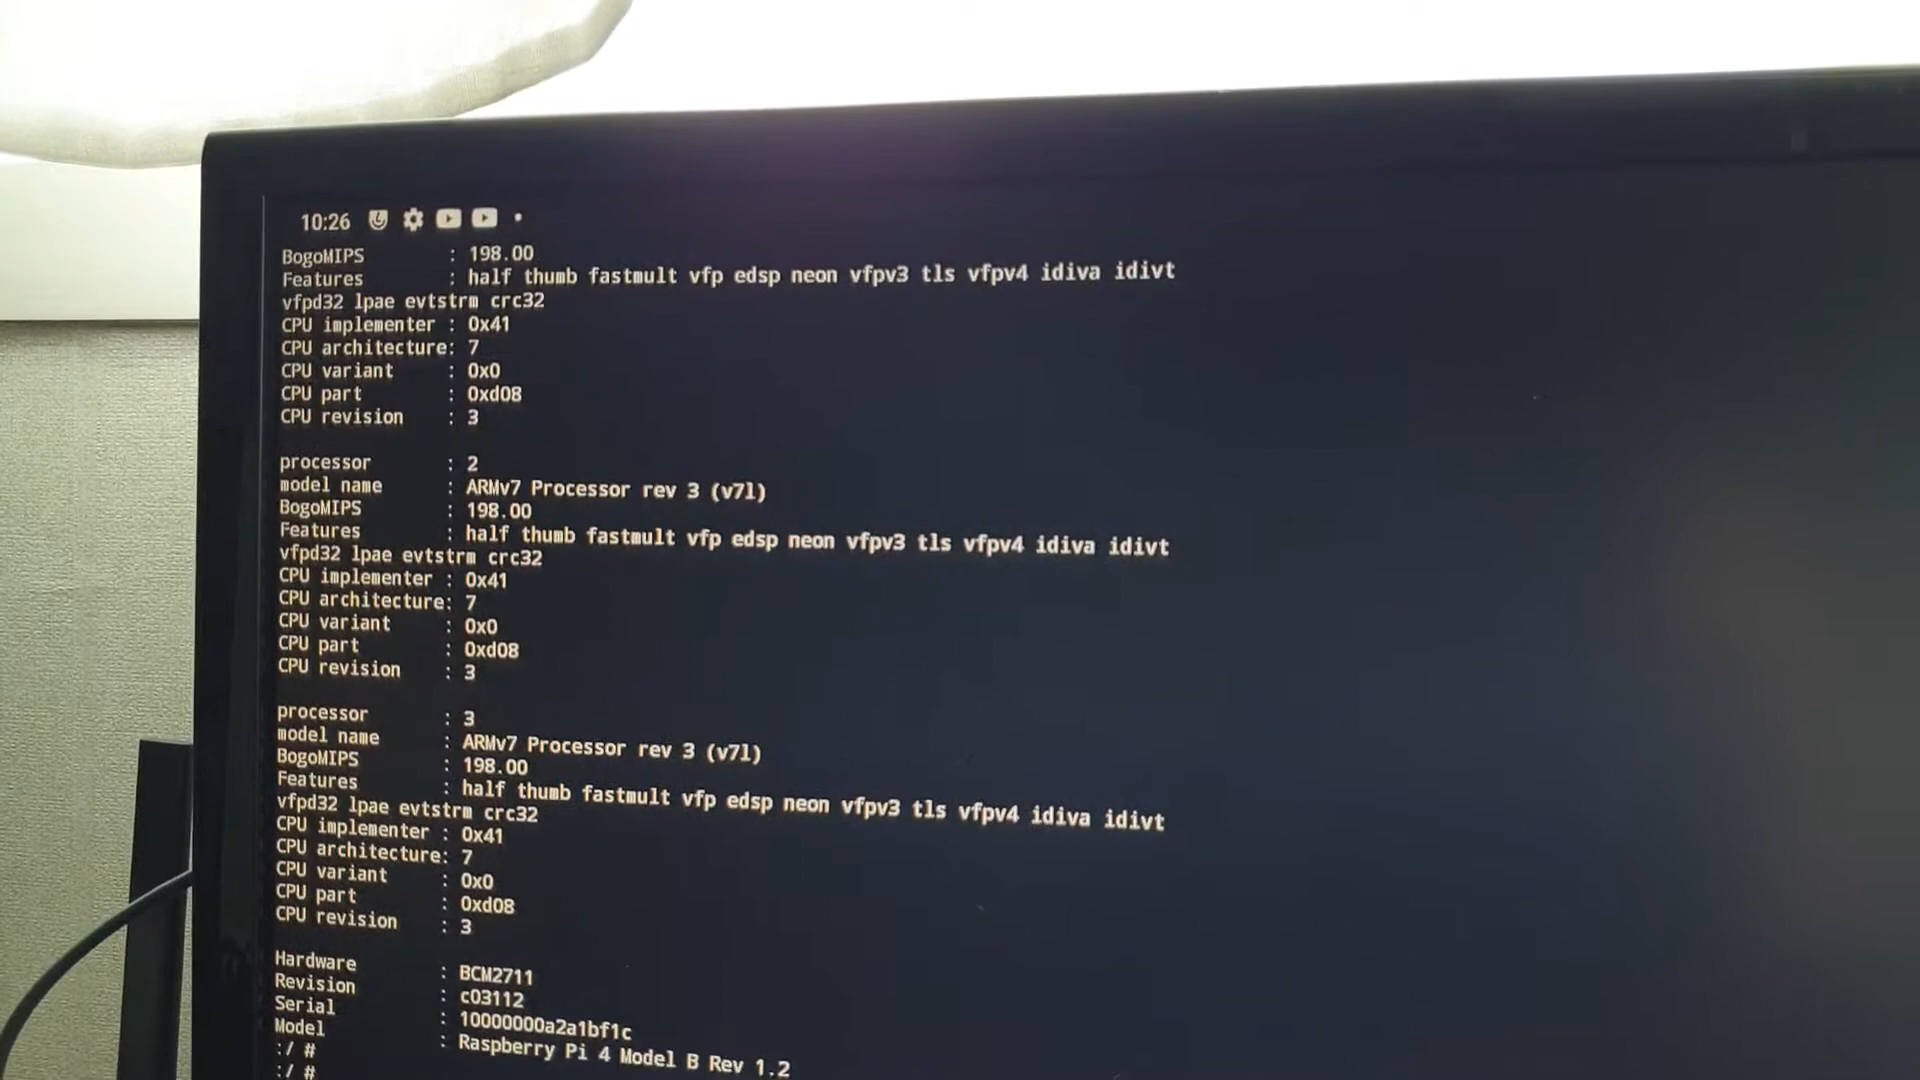 10:26
BogoMIPS : 198.00
Features : half thumb fastmult vfp edsp neon vfpv3 tls vfpv4 idiva idivt
vfpd32 lpae evtstrm crc32
CPU implementer : 0x41
CPU architecture: 7
CPU variant : 0x0
CPU part : 0xd08
CPU revision : 3
processor : 2
model name : ARMv7 Processor rev 3 (v7l)
BogoMIPS : 198.00
Features : half thumb fastmult vfp edsp neon vfpv3 tls vfpv4 idiva idivt
vfpd32 lpae evtstrm crc32
CPU implementer : 0x41
CPU architecture: 7
CPU variant : 0x0
CPU part : 0xd08
CPU revision : 3
processor : 3
model name : ARMv7 Processor rev 3 (v7l)
BogoMIPS : 198.00
Features : half thumb fastmult vfp edsp neon vfpv3 tls vfpv4 idiva idivt
vfpd32 lpae evtstrm crc32
CPU implementer : 0x41
CPU architecture: 7
CPU variant : 0x0
CPU part : 0xd08
CPU revision : 3
Hardware : BCM2711
Revision : c03112
Serial : 10000000a2a1bf1c
Model : Raspberry Pi 4 Model B Rev 1.2
:/ #
:/ #